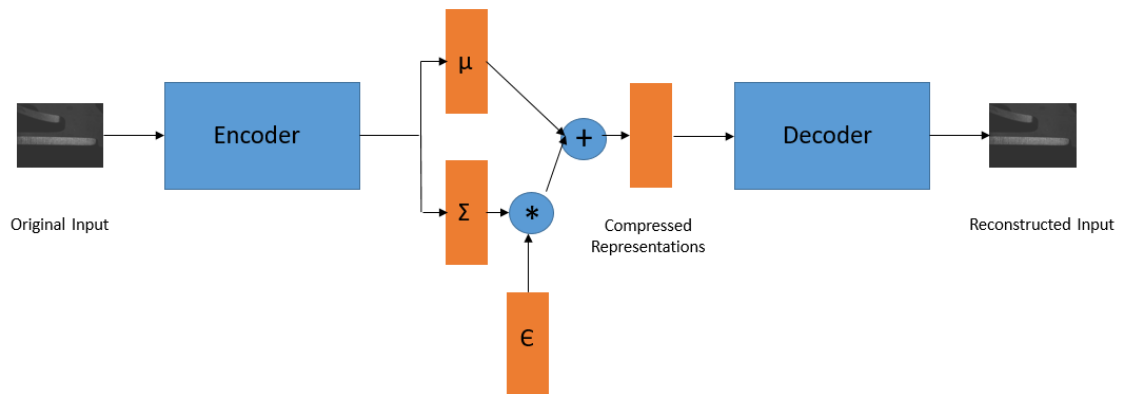 μ
Encoder
+
Decoder
Σ
*
Original Input
Compressed
Representations
Reconstructed Input
Є